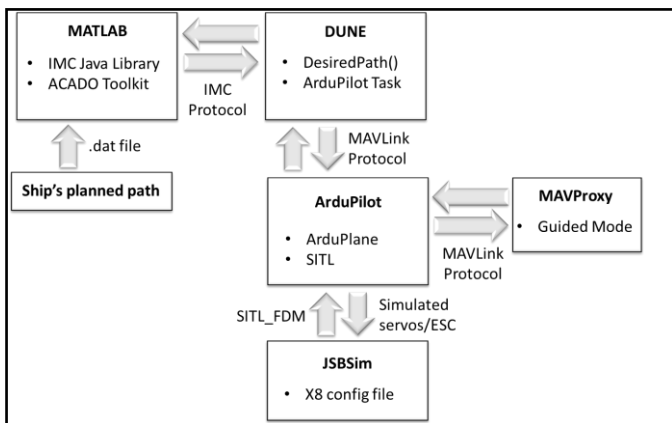 MATLAB
• IMC Java Library
• ACADO Toolkit
IMC
Protocol
DUNE
• DesiredPath()
• ArduPilot Task
.dat file
Ship's planned path
MAVLink
Protocol
ArduPilot
• ArduPlane
• SITL
MAVLink
Protocol
MAVProxy
• Guided Mode
SITL_FDM
Simulated
servos/ESC
JSBSim
• X8 config file